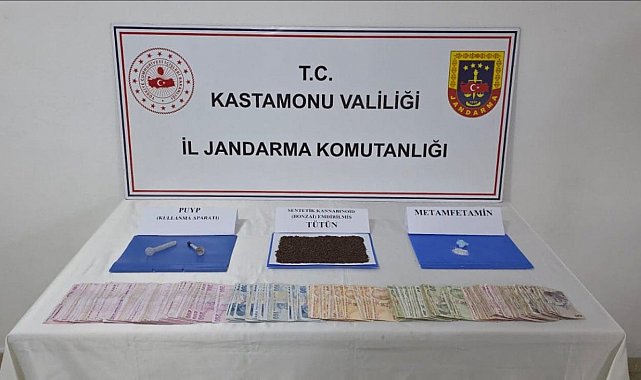 T.C.
KASTAMONU VALİLİĞİ
İL JANDARMA KOMUTANLIĞI
JANDARMA
PUYP
(KULLANMA APARATI)
SENTETİK KANNABİNOİD
(BONZAİ) EMDİRİLMİŞ
TÜTÜN
METAMFETAMİN